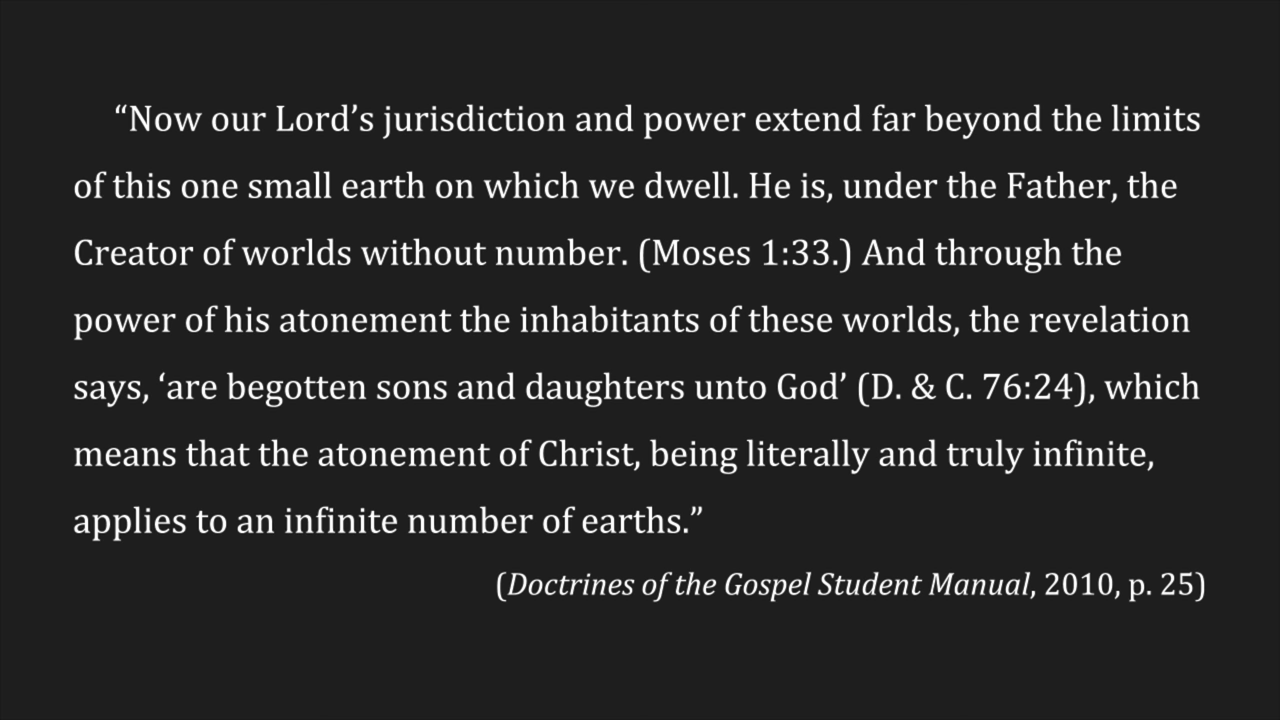 “Now our Lord’s jurisdiction and power extend far beyond the limits
of this one small earth on which we dwell. He is, under the Father, the
Creator of worlds without number. (Moses 1:33.) And through the
power of his atonement the inhabitants of these worlds, the revelation
says, ‘are begotten sons and daughters unto God’ (D. & C. 76:24), which
means that the atonement of Christ, being literally and truly infinite,
applies to an infinite number of earths.”
(Doctrines of the Gospel Student Manual, 2010, p. 25)